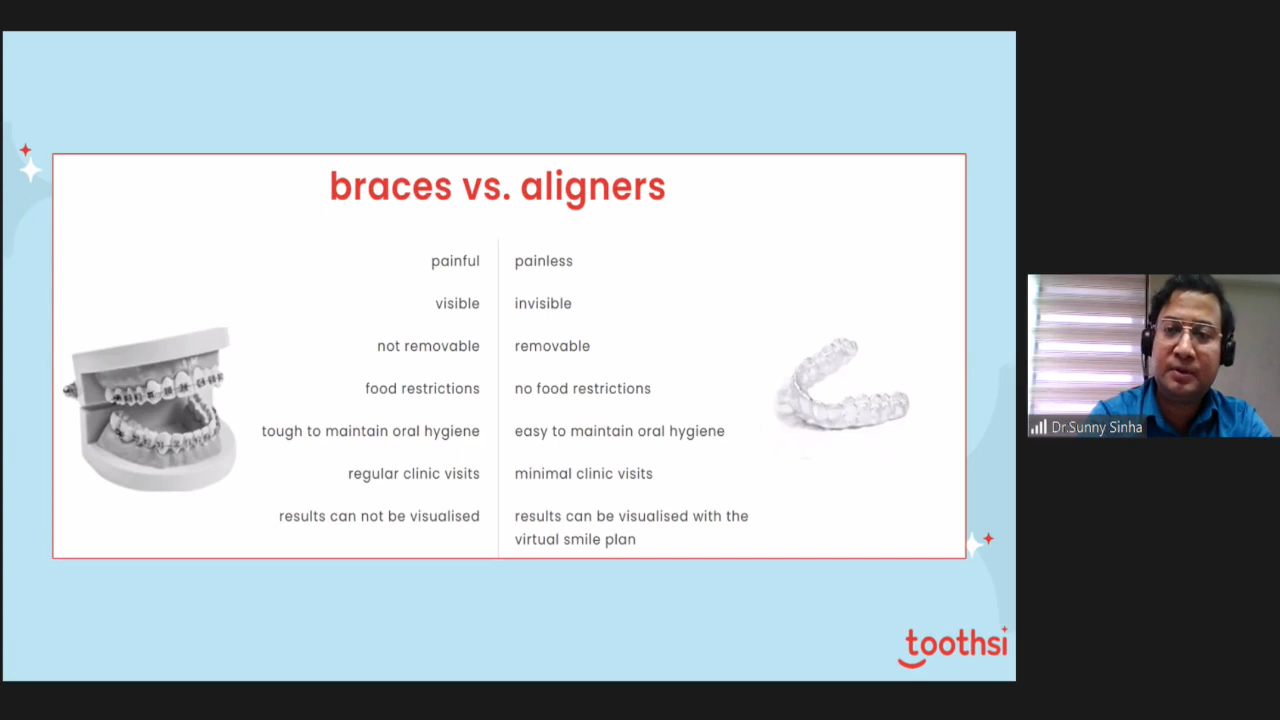 braces vs. aligners
painful
painless
visible
invisible
not removable
removable
food restrictions
no food restrictions
tough to maintain oral hygiene
easy to maintain oral hygiene
regular clinic visits
minimal clinic visits
results can not be visualised
results can be visualised with the
virtual smile plan
toothsi
Dr.Sunny Sinha